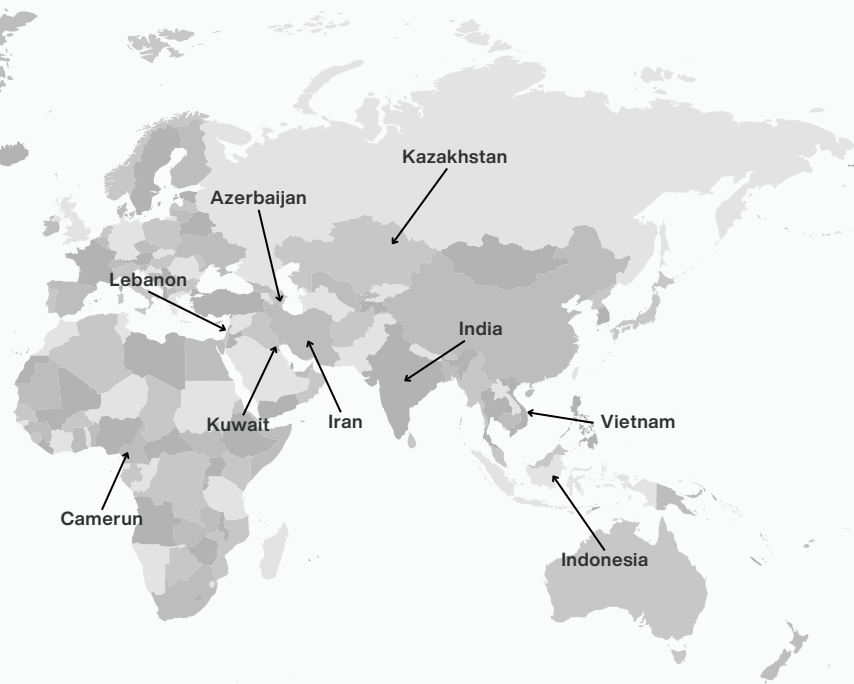 Kazakhstan
Azerbaijan
Lebanon
India
Kuwait
Iran
Vietnam
Camerun
Indonesia